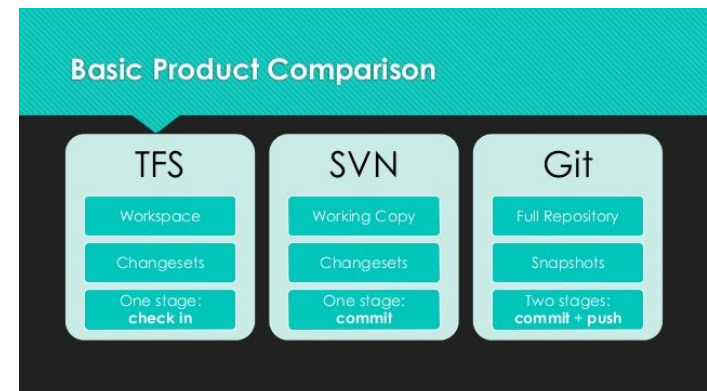 Basic Product Comparison
TFS
Workspace
Changesets
One stage:
check in
SVN
Working Copy
Changesets
One stage:
commit
Git
Full Repository
Snapshots
Two stages:
commit + push